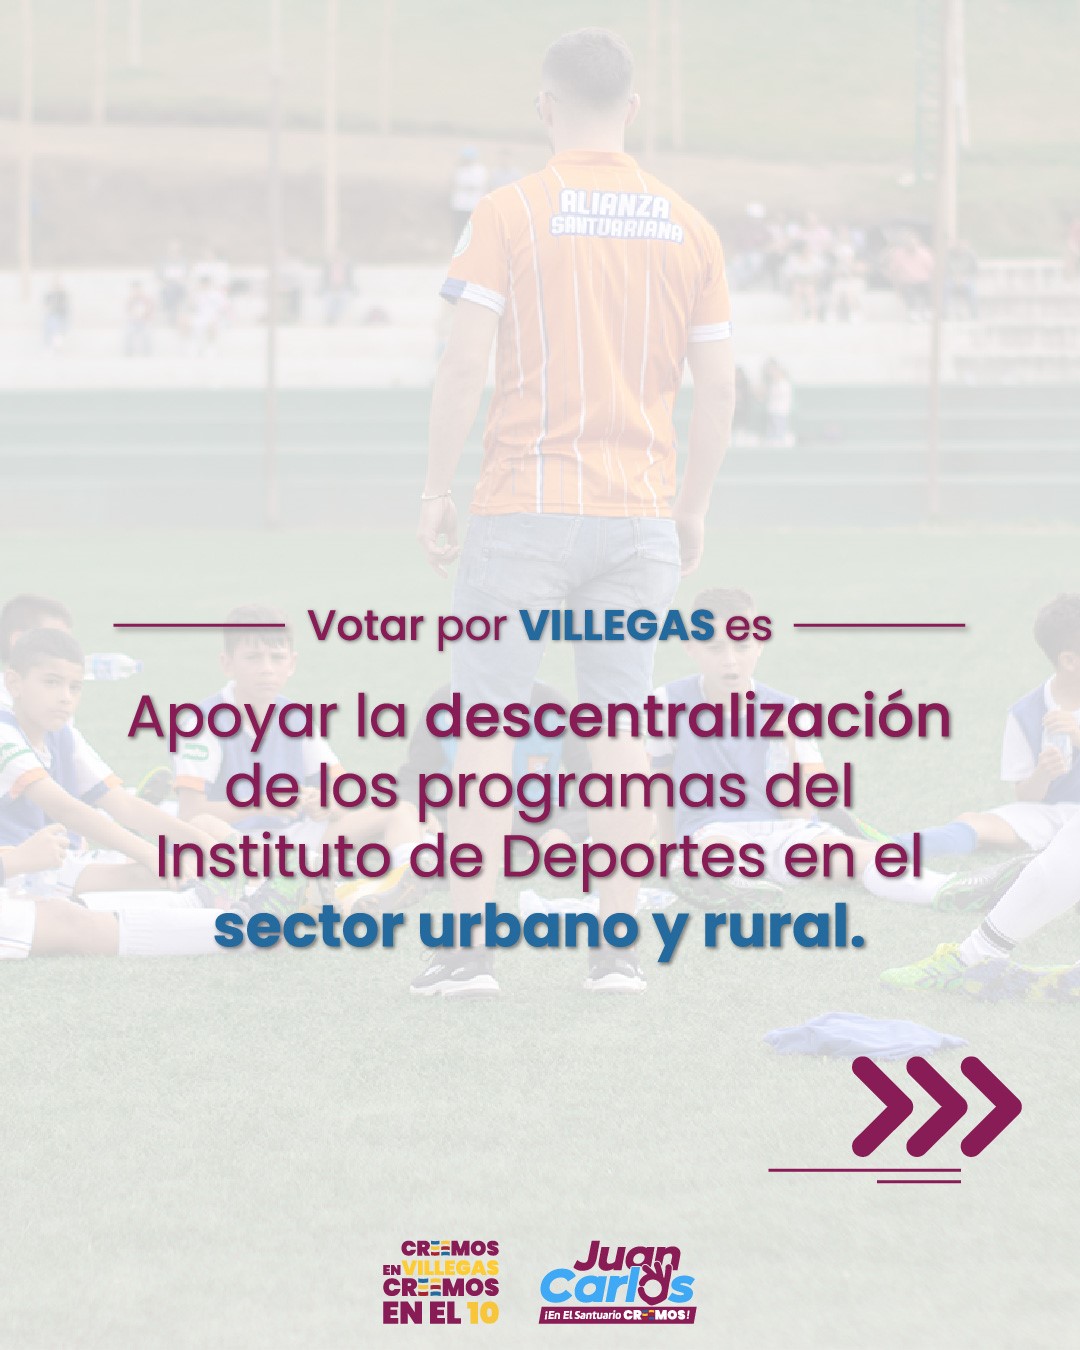 ALIANZA
SANTUARIANA
Votar por VILLEGAS es
Apoyar la descentralización
de los programas del
Instituto de Deportes en el
sector urbano y rural.
CREEMOS
EN VILLEGAS
CREEMOS
EN EL 10
Juan
Carlos
¡En El Santuario CREEMOS!